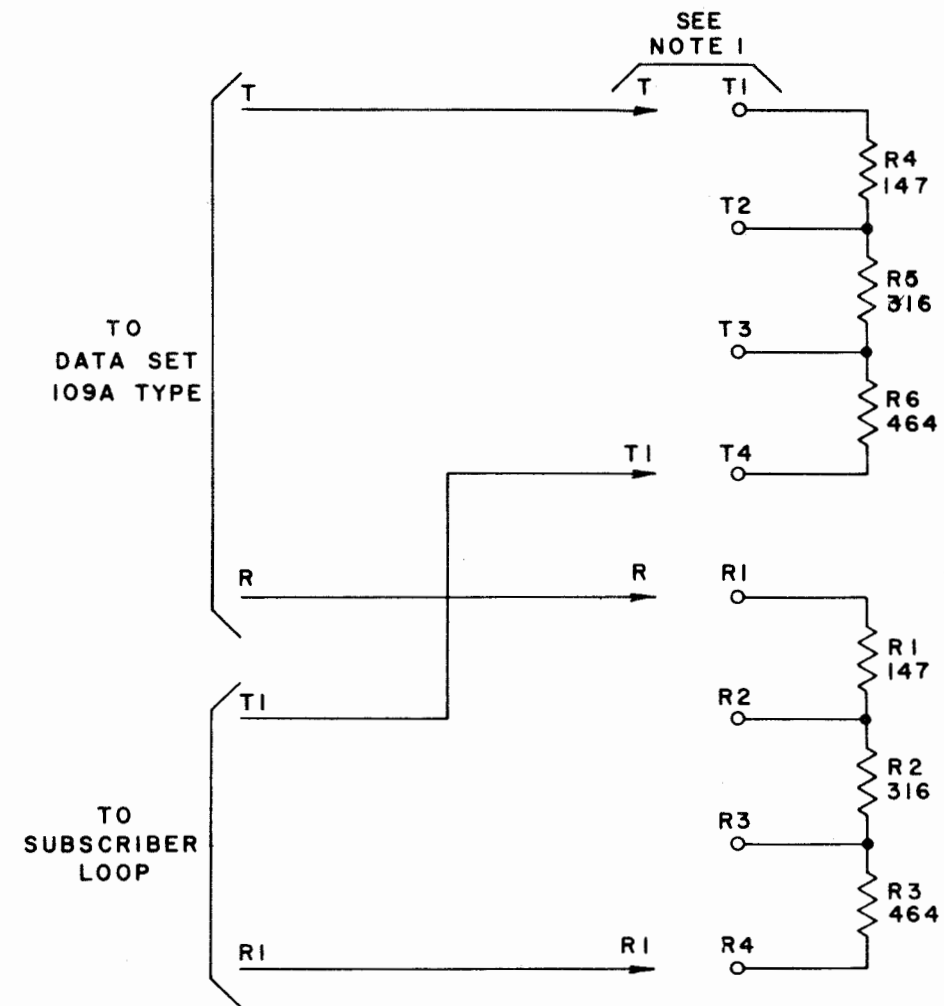 SEE
NOTE 1
T
T
T1
R4
147
T2
R5
316
T3
TO
DATA SET
109A TYPE
R6
464
T1
T4
R
R
R1
R1
147
T1
R2
R2
316
TO
SUBSCRIBER
LOOP
R3
R3
464
R1
R1
R4